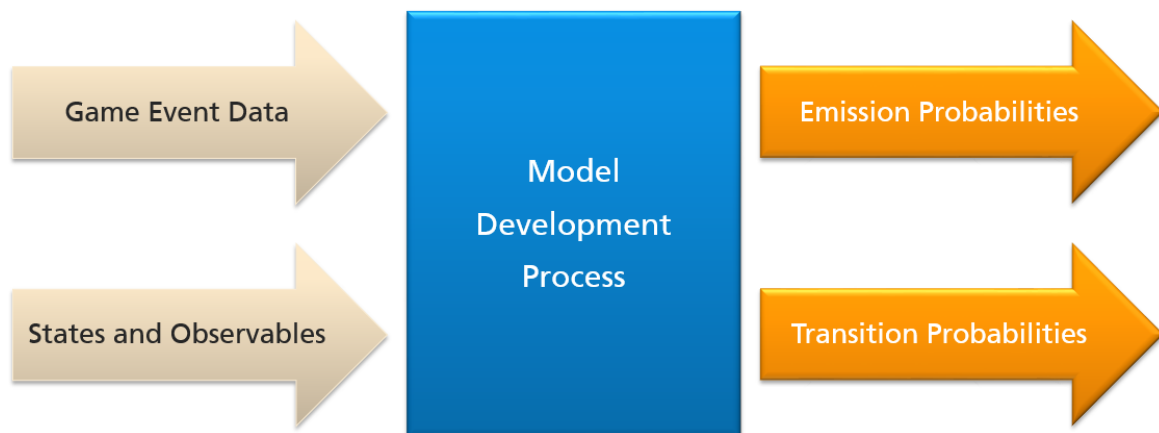 Game Event Data
States and Observables
Model
Development
Process
Emission Probabilities
Transition Probabilities